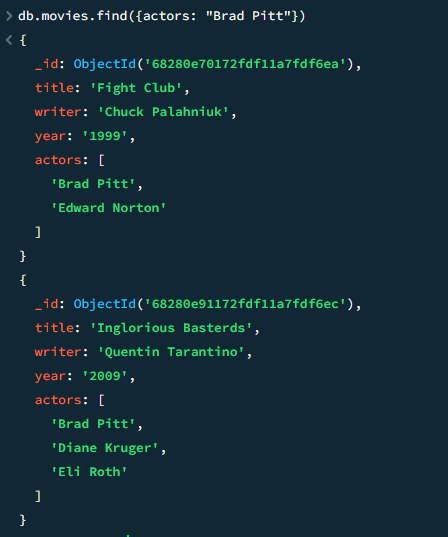 > db.movies.find({actors: "Brad Pitt"})
< {
_id: ObjectId('68280e70172fdf11a7fdf6ea'),
title: 'Fight Club',
writer: 'Chuck Palahniuk',
year: '1999',
actors: [
'Brad Pitt',
'Edward Norton'
]
}
{
_id: ObjectId('68280e91172fdf11a7fdf6ec'),
title: 'Inglorious Basterds',
writer: 'Quentin Tarantino',
year: '2009',
actors: [
'Brad Pitt',
'Diane Kruger',
'Eli Roth'
]
}